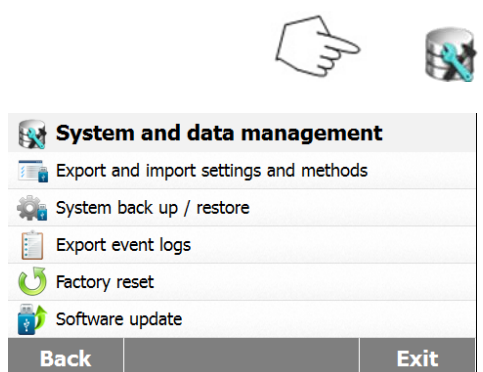 System and data management
Export and import settings and methods
System back up / restore
Export event logs
Factory reset
Software update
Back Exit